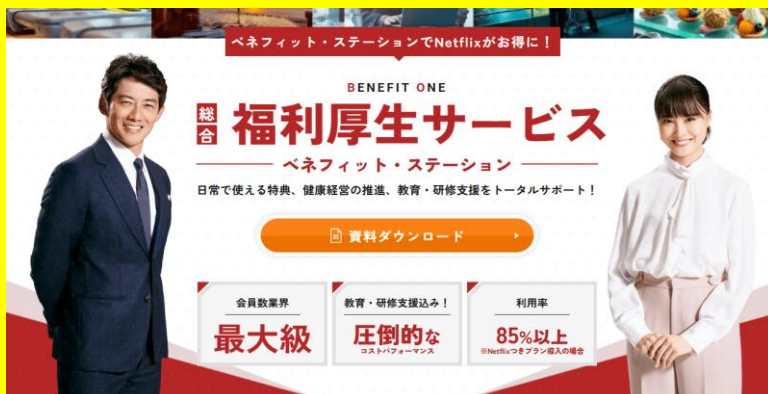 ベネフィット・ステーションでNetflixがお得に！
BENEFIT ONE
総合 福利厚生サービス
ベネフィット・ステーション
日常で使える特典、健康経営の推進、教育・研修支援をトータルサポート！
資料ダウンロード
会員数業界
最大級
教育・研修支援込み！
圧倒的な
コストパフォーマンス
利用率
85%以上
※Netflixつきプラン導入の場合